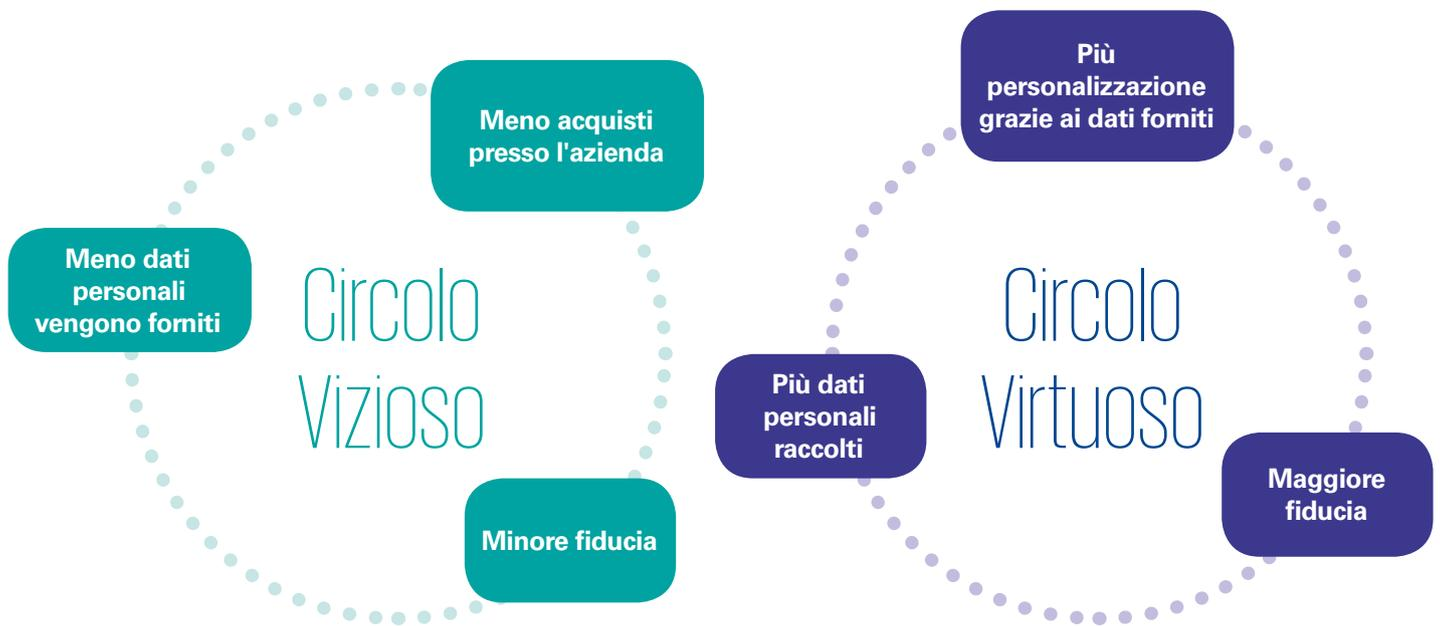 Meno acquisti
presso l'azienda
Meno dati
personali
vengono forniti
Circolo
Vizioso
Minore fiducia
Più
personalizzazione
grazie ai dati forniti
Più dati
personali
raccolti
Circolo
Virtuoso
Maggiore
fiducia